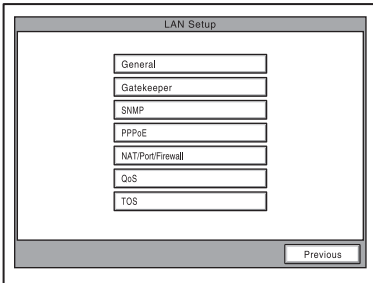 LAN Setup
General
Gatekeeper
SNMP
PPPoE
NAT/Port/Firewall
QoS
TOS
Previous